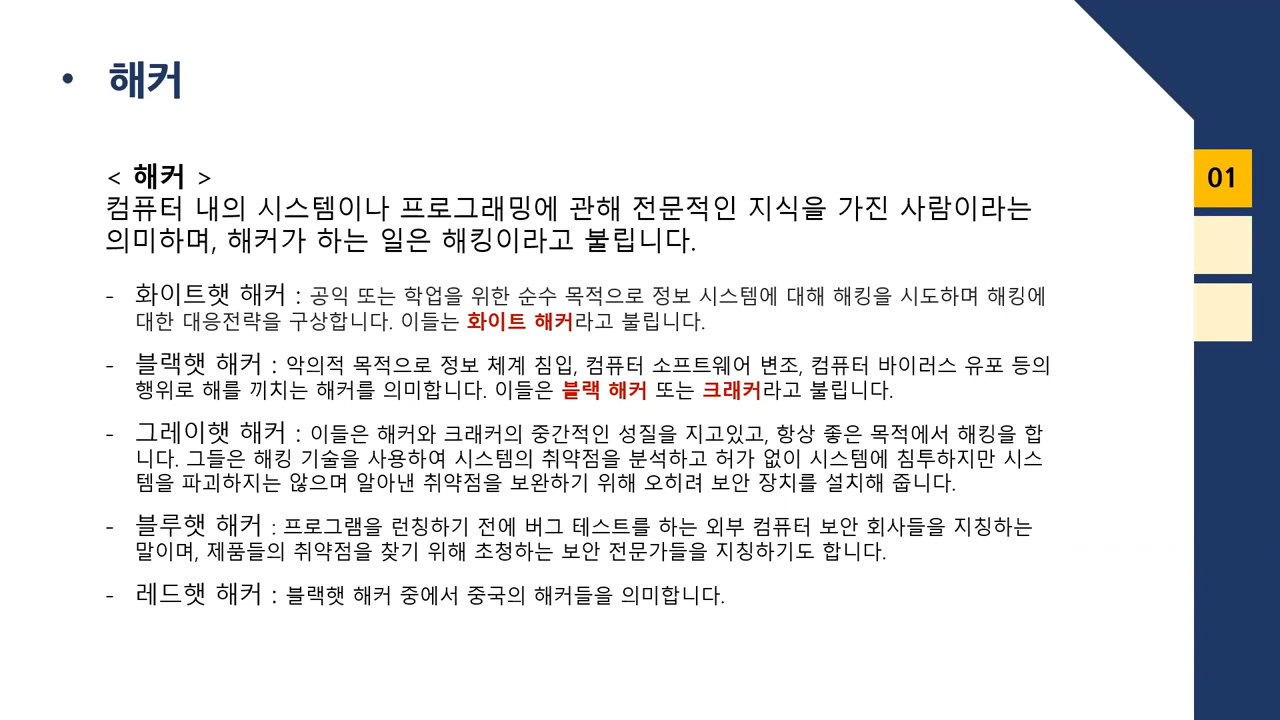 • 해커
01
< 해커 >
컴퓨터 내의 시스템이나 프로그래밍에 관해 전문적인 지식을 가진 사람이라는
의미하며, 해커가 하는 일은 해킹이라고 불립니다.
- 화이트햇 해커 : 공익 또는 학업을 위한 순수 목적으로 정보 시스템에 대해 해킹을 시도하며 해킹에
대한 대응전략을 구상합니다. 이들는 화이트 해커라고 불립니다.
- 블랙햇 해커 : 악의적 목적으로 정보 체계 침입, 컴퓨터 소프트웨어 변조, 컴퓨터 바이러스 유포 등의
행위로 해를 끼치는 해커를 의미합니다. 이들은 블랙 해커 또는 크래커라고 불립니다.
- 그레이햇 해커 : 이들은 해커와 크래커의 중간적인 성질을 지고있고, 항상 좋은 목적에서 해킹을 합
니다. 그들은 해킹 기술을 사용하여 시스템의 취약점을 분석하고 허가 없이 시스템에 침투하지만 시스
템을 파괴하지는 않으며 알아낸 취약점을 보완하기 위해 오히려 보안 장치를 설치해 줍니다.
- 블루햇 해커 : 프로그램을 런칭하기 전에 버그 테스트를 하는 외부 컴퓨터 보안 회사들을 지칭하는
말이며, 제품들의 취약점을 찾기 위해 초청하는 보안 전문가들을 지칭하기도 합니다.
- 레드햇 해커 : 블랙햇 해커 중에서 중국의 해커들을 의미합니다.